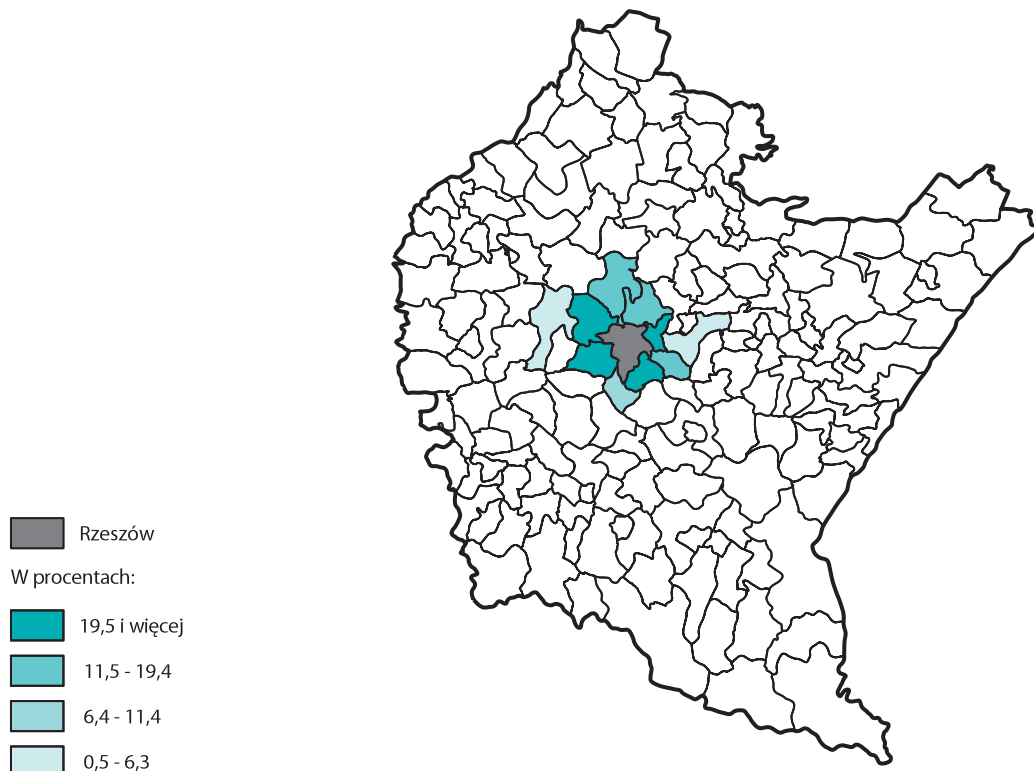 Rzeszów
W procentach:
19,5 i więcej
11,5 - 19,4
6,4 - 11,4
0,5 - 6,3